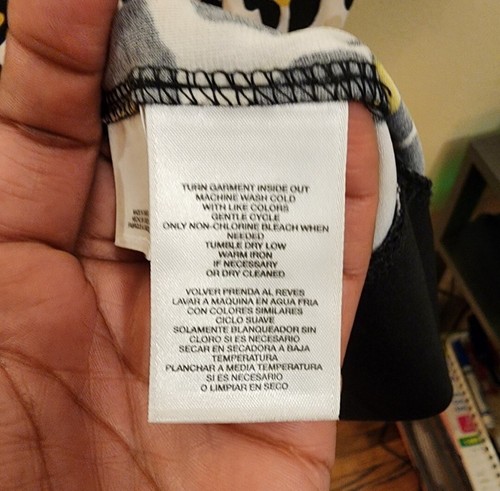 TURN GARMENT INSIDE OUT
MACHINE WASH COLD
WITH LIKE COLORS
GENTLE CYCLE
ONLY NON-CHLORINE BLEACH WHEN
NEEDED
TUMBLE DRY LOW
WARM IRON
IF NECESSARY
OR DRY CLEANED
VOLVER PRENDA AL REVES
LAVAR A MAQUINA EN AGUA FRIA
CON COLORES SIMILARES
CICLO SUAVE
SOLAMENTE BLANQUEADOR SIN
CLORO SI ES NECESARIO
SECAR EN SECADORA A BAJA
TEMPERATURA
PLANCHAR A MEDIA TEMPERATURA
SI ES NECESARIO
O LIMPIAR EN SECO